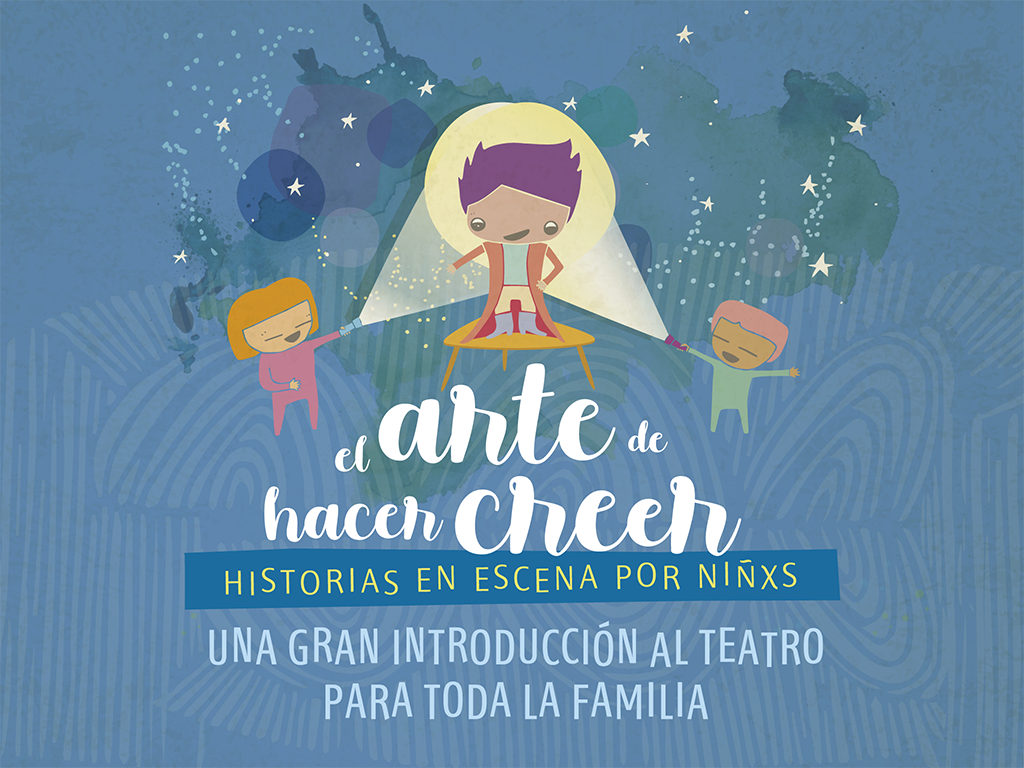 el arte de
hacer creer
HISTORIAS EN ESCENA POR NIÑXS
UNA GRAN INTRODUCCIÓN AL TEATRO
PARA TODA LA FAMILIA